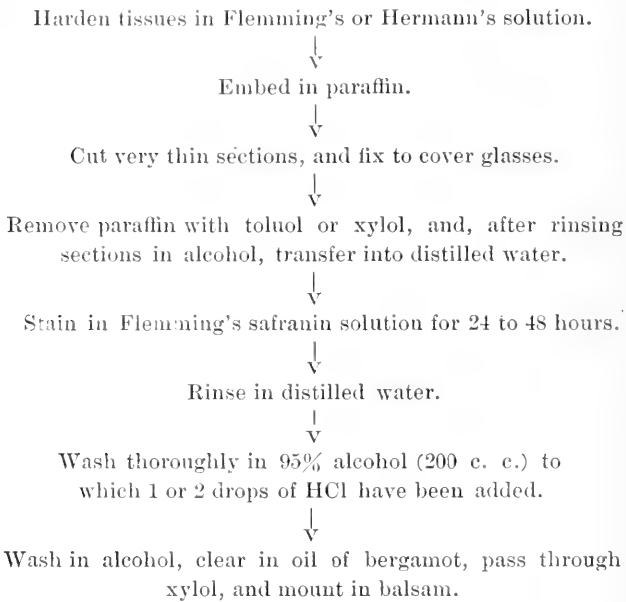 Harden tissues in Flemming's or Hermann's solution.
Embed in paraffin.
Cut very thin sections, and fix to cover glasses.
Remove paraffin with toluol or xylol, and, after rinsing
sections in alcohol, transfer into distilled water.
Stain in Flemming's safranin solution for 24 to 48 hours.
Rinse in distilled water.
Wash thoroughly in 95% alcohol (200 c. c.) to
which 1 or 2 drops of HCl have been added.
Wash in alcohol, clear in oil of bergamot, pass through
xylol, and mount in balsam.